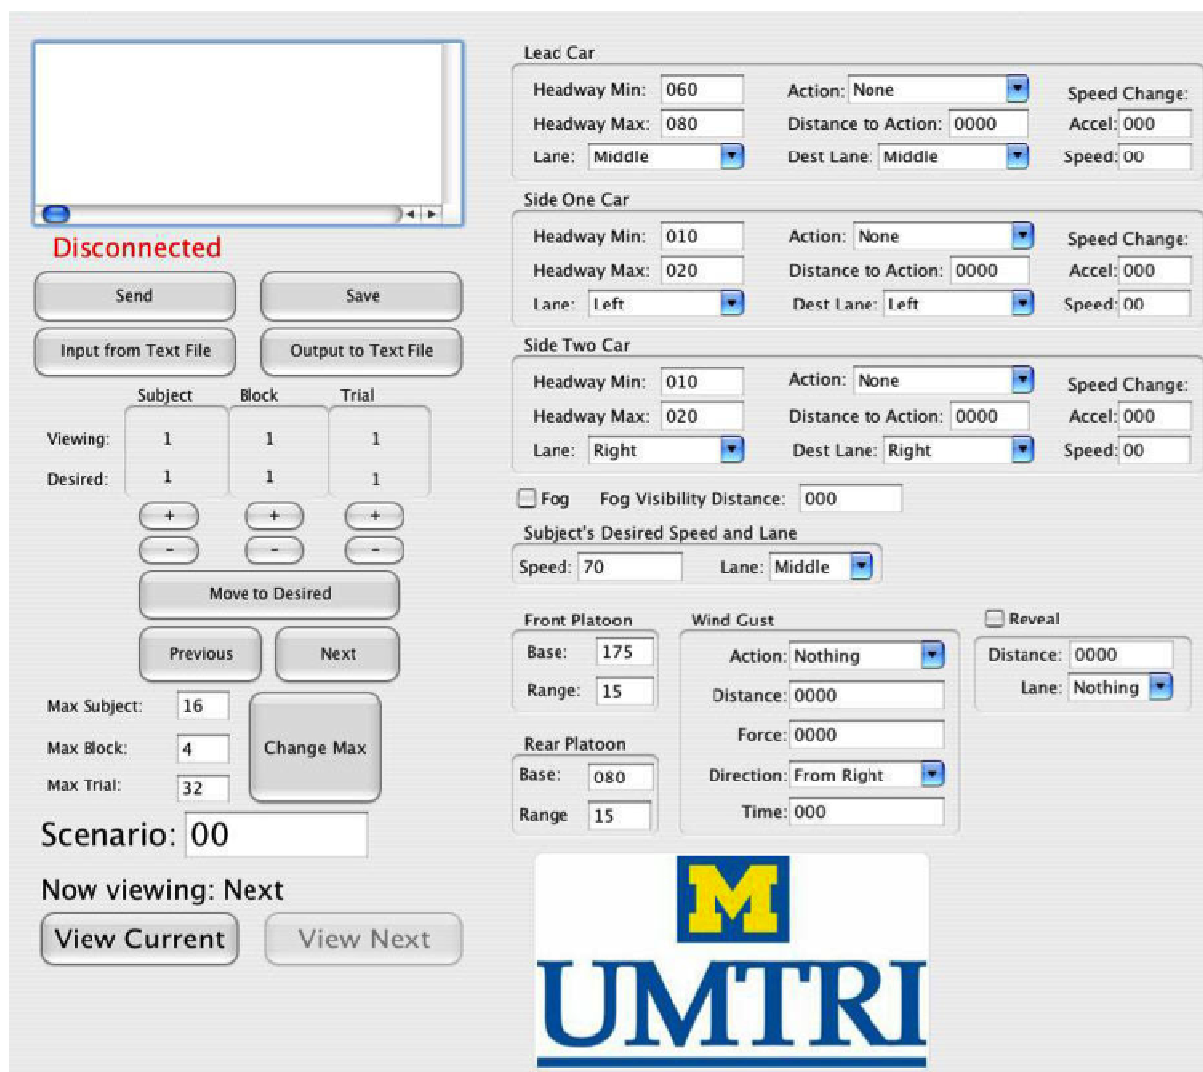 Disconnected
Send Save
Input from Text File Output to Text File
Subject Block Trial
Viewing: 1 1 1
Desired: 1 1 1
+ + +
- - -
Move to Desired
Previous Next
Max Subject: 16
Max Block: 4
Max Trial: 32
Change Max
Scenario: 00
Now viewing: Next
View Current View Next
Lead Car
Headway Min: 060 Action: None Speed Change:
Headway Max: 080 Distance to Action: 0000 Accel: 000
Lane: Middle Dest Lane: Middle Speed: 00
Side One Car
Headway Min: 010 Action: None Speed Change:
Headway Max: 020 Distance to Action: 0000 Accel: 000
Lane: Left Dest Lane: Left Speed: 00
Side Two Car
Headway Min: 010 Action: None Speed Change:
Headway Max: 020 Distance to Action: 0000 Accel: 000
Lane: Right Dest Lane: Right Speed: 00
Fog Fog Visibility Distance: 000
Subject's Desired Speed and Lane
Speed: 70 Lane: Middle
Front Platoon
Base: 175
Range: 15
Rear Platoon
Base: 080
Range 15
Wind Gust
Action: Nothing
Distance: 0000
Force: 0000
Direction: From Right
Time: 000
Reveal
Distance: 0000
Lane: Nothing
M
UMTRI